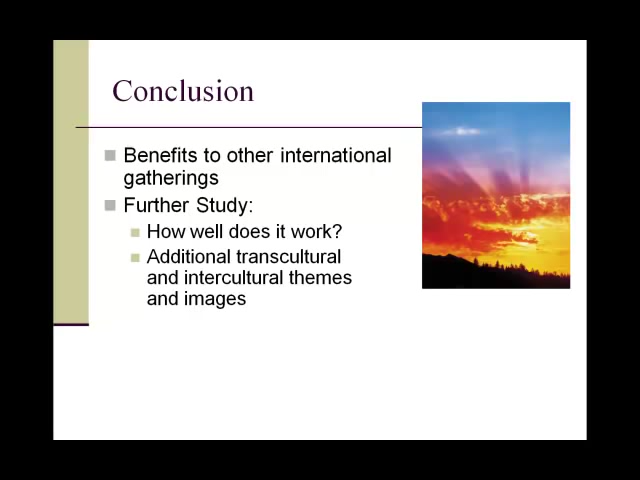 Conclusion
Benefits to other international
gatherings
Further Study:
How well does it work?
Additional transcultural
and intercultural themes
and images